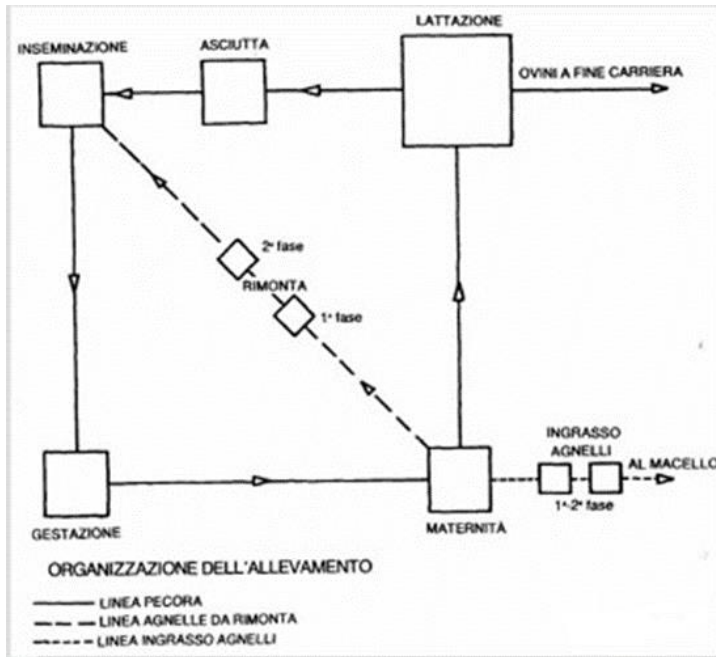 LATTAZIONE
INSEMINAZIONE
ASCIUTTA
OVINI A FINE CARRIERA
2ª fase
RIMONTA
1ª fase
INGRASSO
AGNELLI
AL MACELLO
1ª-2ª fase
GESTAZIONE
MATERNITÀ
ORGANIZZAZIONE DELL'ALLEVAMENTO
LINEA PECORA
LINEA AGNELLE DA RIMONTA
LINEA INGRASSO AGNELLI